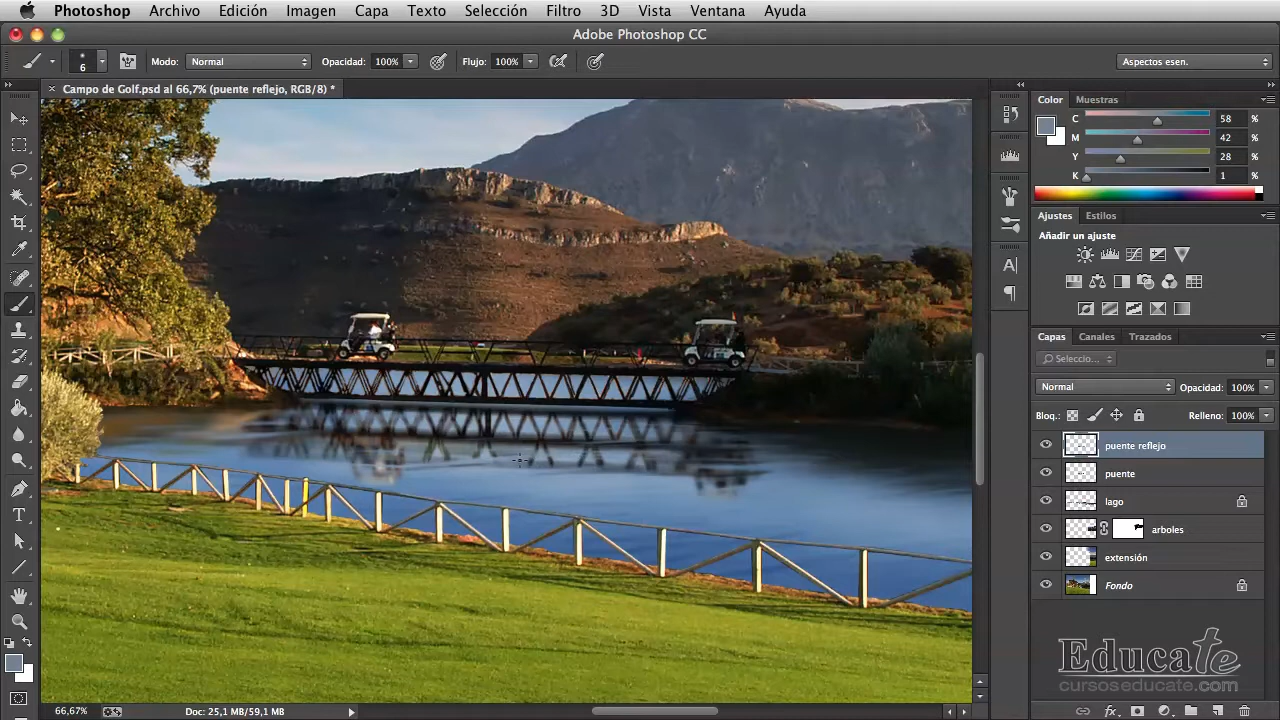 Photoshop Archivo Edición Imagen Capa Texto Selección Filtro 3D Vista Ventana Ayuda
Adobe Photoshop CC
6 Modo: Normal Opacidad: 100% Flujo: 100% Aspectos esen.
Campo de Golf.psd al 66,7% (puente reflejo, RGB/8) *
Color Muestras
C 58 %
M 42 %
Y 28 %
K 1 %
Ajustes Estilos
Añadir un ajuste
Capas Canales Trazados
Selecció...
Normal Opacidad: 100%
Bloq.: Relleno: 100%
puente reflejo
puente
lago
arboles
extensión
Fondo
Educate
cursoseducate.com
66,67% Doc: 25,1 MB/59,1 MB